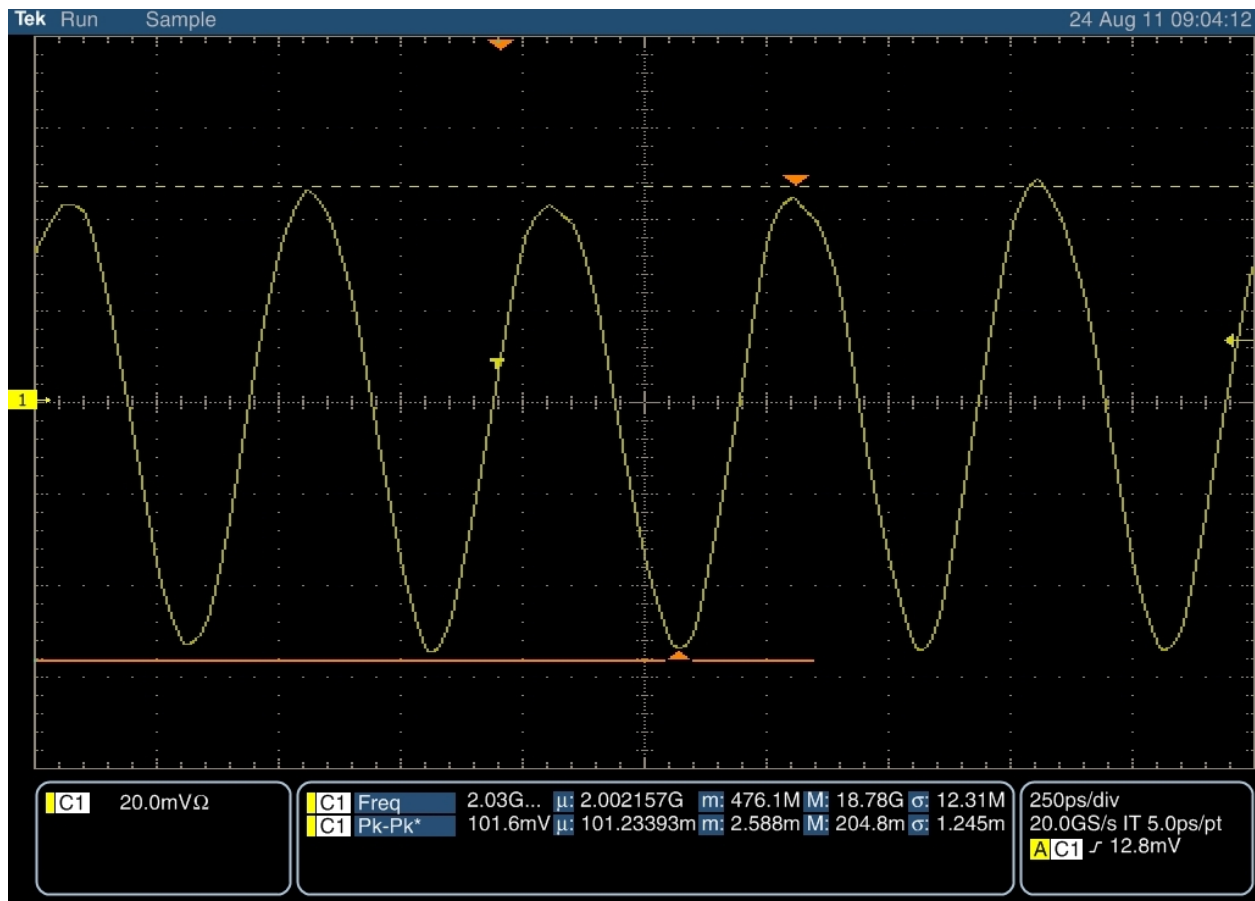 Tek Run Sample 24 Aug 11 09:04:12
1
C1 20.0mVΩ
C1 Freq 2.03G... µ: 2.002157G m: 476.1M M: 18.78G σ: 12.31M
C1 Pk-Pk* 101.6mV µ: 101.23393m m: 2.588m M: 204.8m σ: 1.245m
250ps/div
20.0GS/s IT 5.0ps/pt
A C1 12.8mV